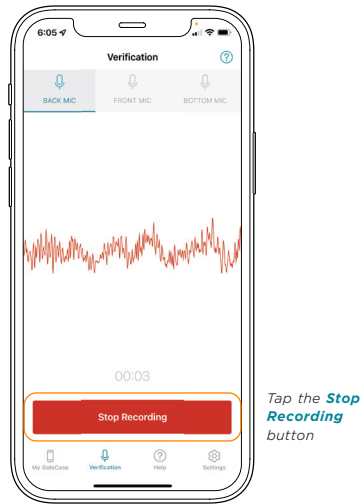 6:05
Verification
?
BACK MIC FRONT MIC BOTTOM MIC
00:03
Stop Recording
Tap the Stop
Recording
button
My SafeCase Verification Help Settings